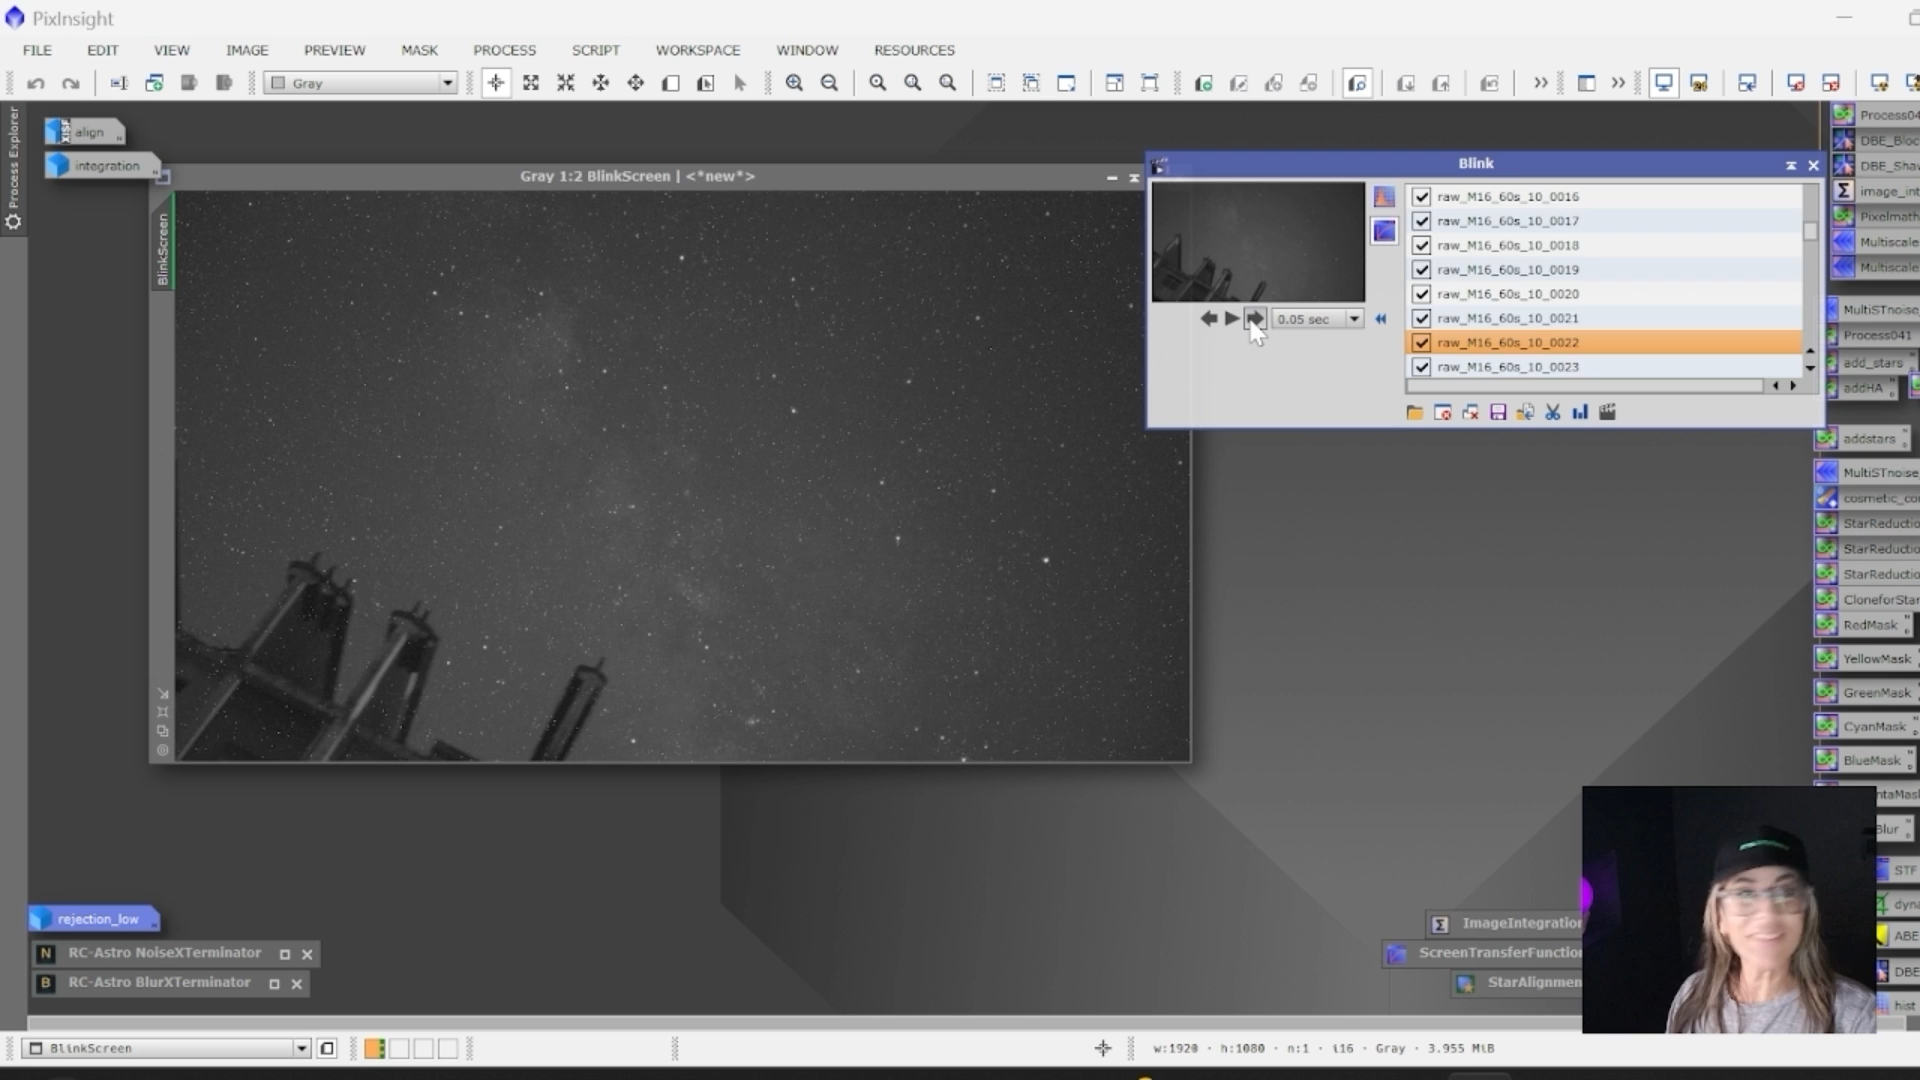 PixInsight
FILE EDIT VIEW IMAGE PREVIEW MASK PROCESS SCRIPT WORKSPACE WINDOW RESOURCES
Gray
Process Explorer
align
integration
Gray 1:2 BlinkScreen | <*new*>
BlinkScreen
Blink
raw_M16_60s_10_0016
raw_M16_60s_10_0017
raw_M16_60s_10_0018
raw_M16_60s_10_0019
raw_M16_60s_10_0020
raw_M16_60s_10_0021
raw_M16_60s_10_0022
raw_M16_60s_10_0023
0.05 sec
Process04
DBE_Bloc
DBE_Sha
image_int
Pixelmath
Multiscale
Multiscale
MultiSTnoise
Process041
add_stars
addHA
addstars
MultiSTnoise
cosmetic_co
StarReductio
StarReductio
StarReductio
CloneforStar
RedMask
YellowMask
GreenMask
CyanMask
BlueMask
ntaMask
Blur
STF
dyna
ABE
DBE
hist
rejection_low
N RC-Astro NoiseXTerminator
B RC-Astro BlurXTerminator
Σ ImageIntegration
ScreenTransferFunction
StarAlignmen
BlinkScreen
w:1920 · h:1080 · n:1 · i16 · Gray · 3.955 MiB